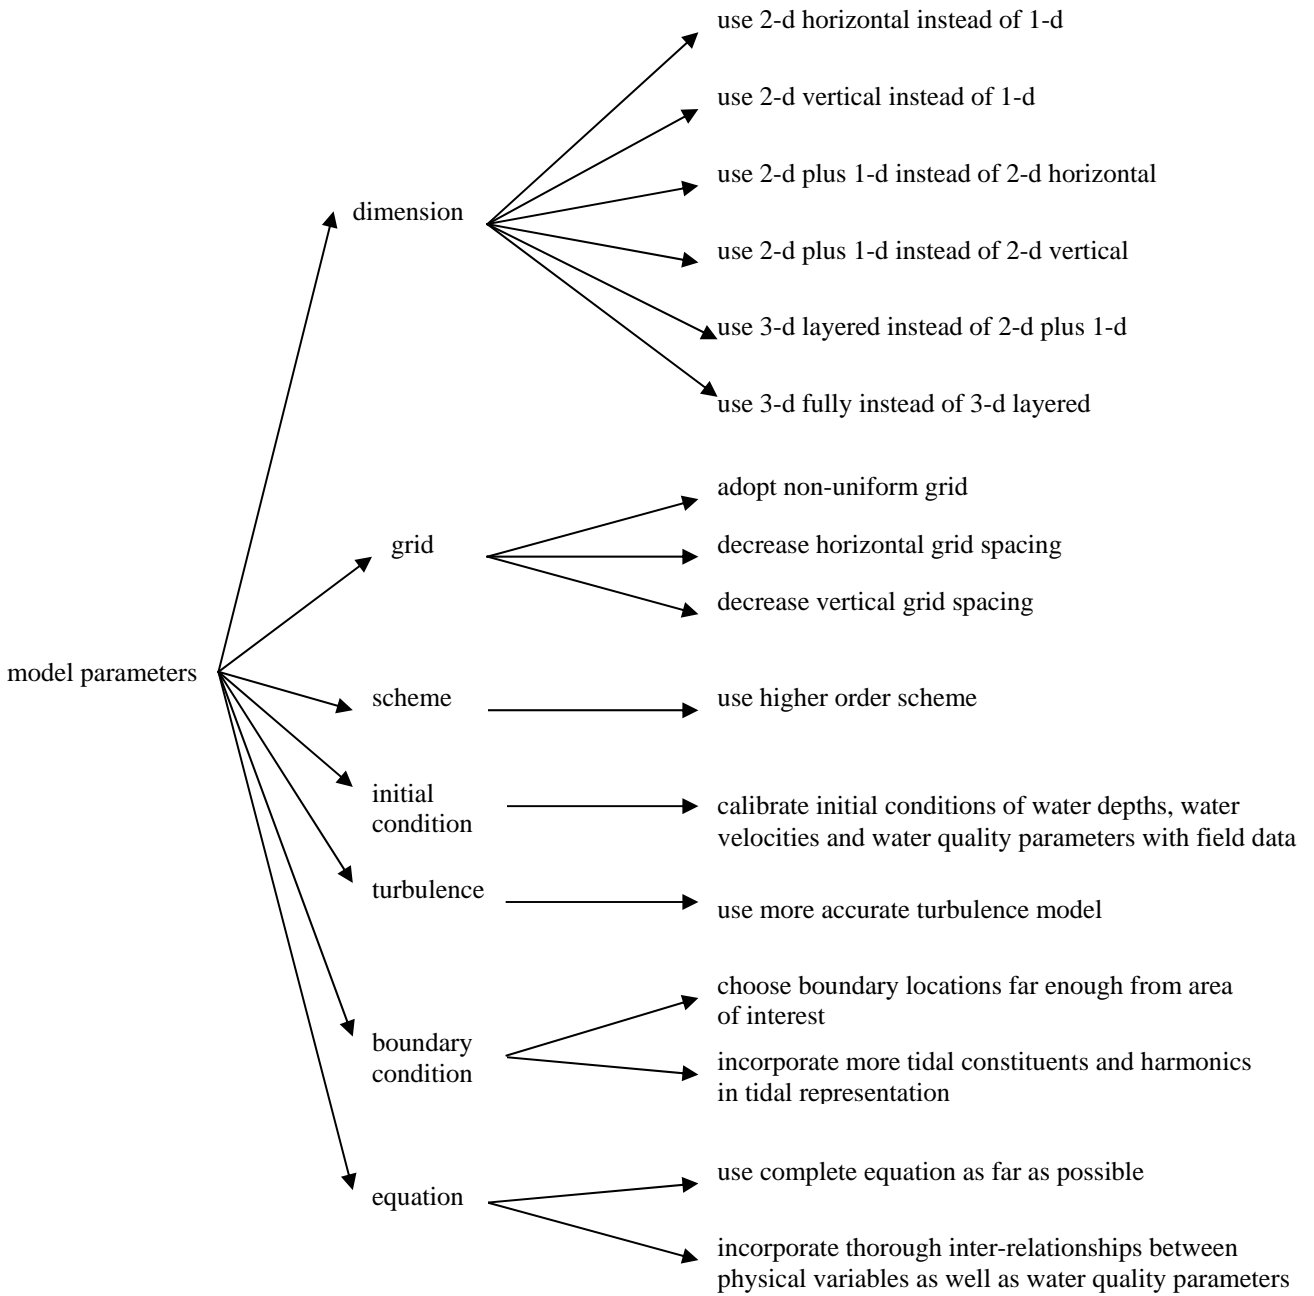 use 2-d horizontal instead of 1-d
use 2-d vertical instead of 1-d
use 2-d plus 1-d instead of 2-d horizontal
dimension
use 2-d plus 1-d instead of 2-d vertical
use 3-d layered instead of 2-d plus 1-d
use 3-d fully instead of 3-d layered
adopt non-uniform grid
grid
decrease horizontal grid spacing
decrease vertical grid spacing
model parameters
scheme
use higher order scheme
initial
condition
calibrate initial conditions of water depths, water
velocities and water quality parameters with field data
turbulence
use more accurate turbulence model
choose boundary locations far enough from area
of interest
boundary
condition
incorporate more tidal constituents and harmonics
in tidal representation
use complete equation as far as possible
equation
incorporate thorough inter-relationships between
physical variables as well as water quality parameters